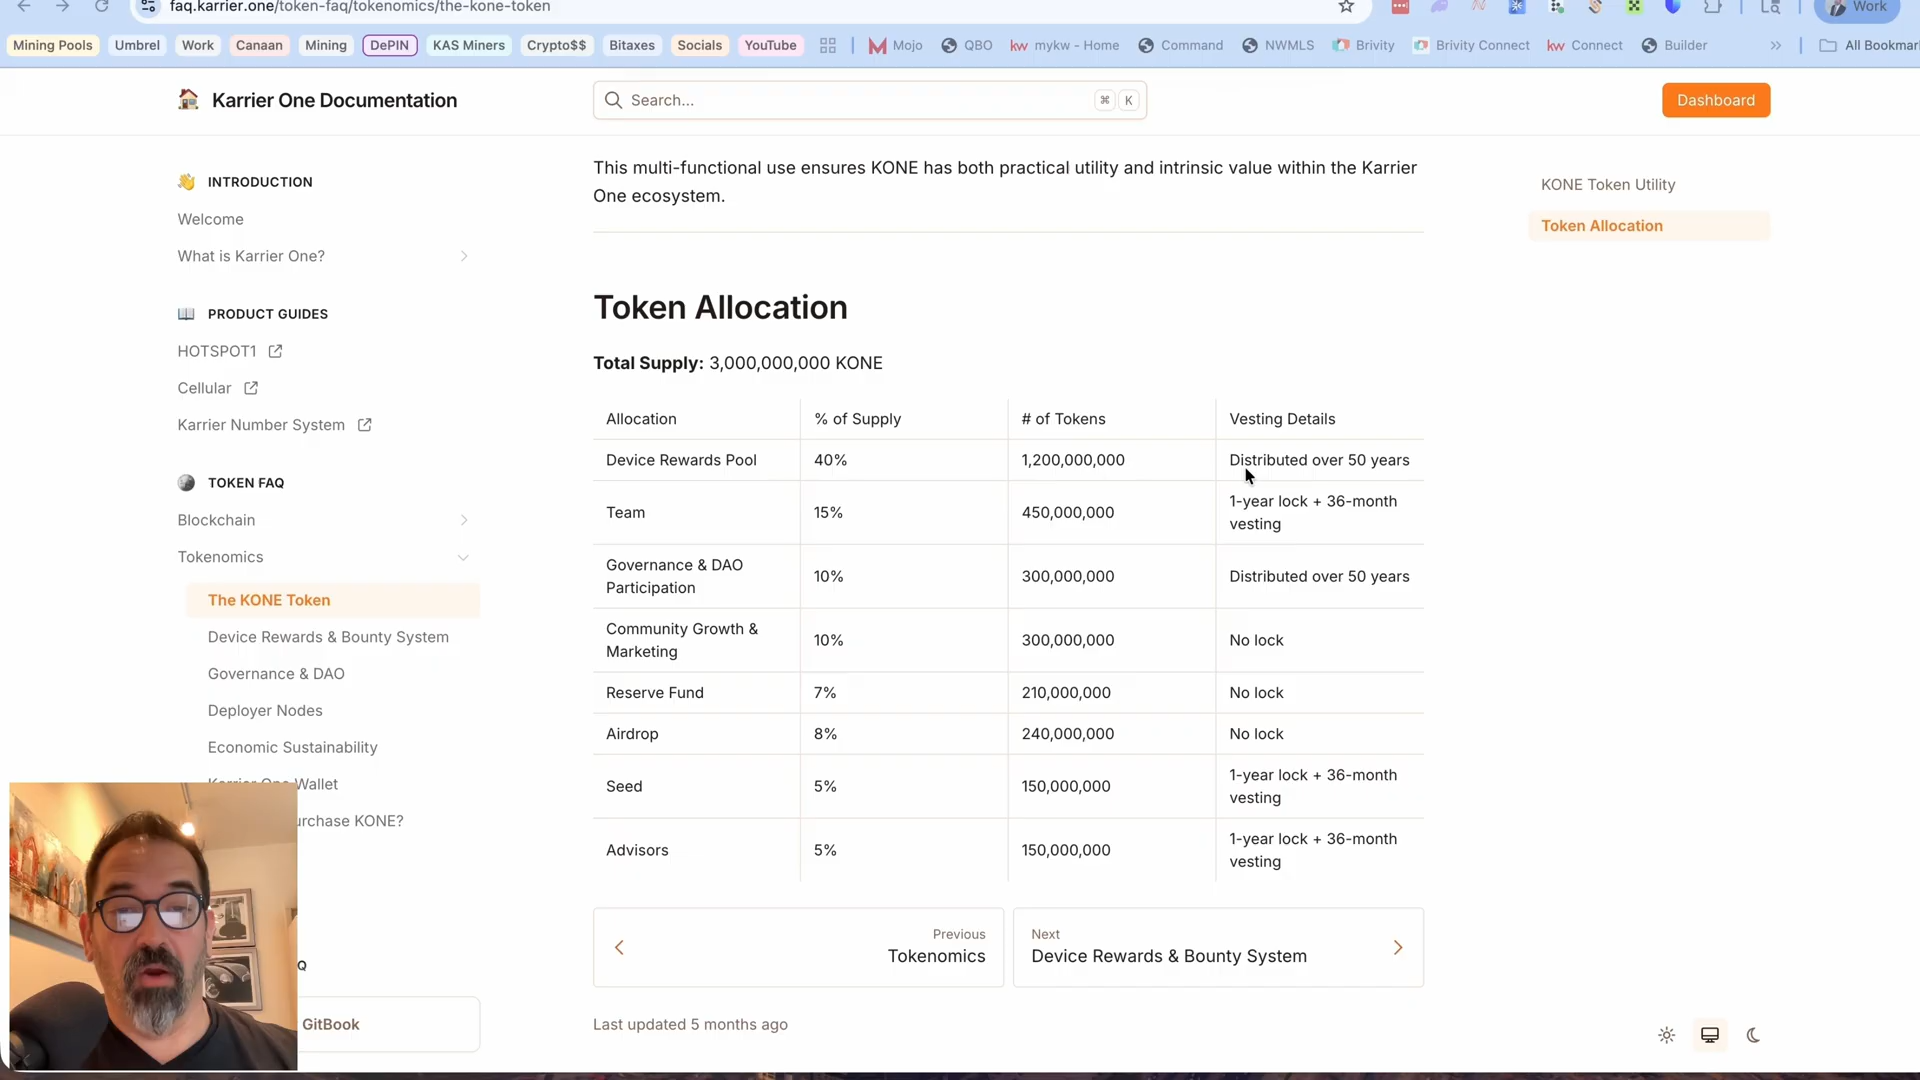 faq.karrier.one/token-faq/tokenomics/the-kone-token
Work
Mining Pools
Umbrel
Work
Canaan
Mining
DePIN
KAS Miners
Crypto$$
Bitaxes
Socials
YouTube
Mojo
QBO
kw mykw - Home
Command
NWMLS
Brivity
Brivity Connect
kw Connect
Builder
All Bookmar
Karrier One Documentation
Search...
⌘ K
Dashboard
INTRODUCTION
Welcome
What is Karrier One?
PRODUCT GUIDES
HOTSPOT1
Cellular
Karrier Number System
TOKEN FAQ
Blockchain
Tokenomics
The KONE Token
Device Rewards & Bounty System
Governance & DAO
Deployer Nodes
Economic Sustainability
Karrier One Wallet
urchase KONE?
Q
GitBook
This multi-functional use ensures KONE has both practical utility and intrinsic value within the Karrier
One ecosystem.
Token Allocation
Total Supply: 3,000,000,000 KONE
Allocation % of Supply # of Tokens Vesting Details
Device Rewards Pool 40% 1,200,000,000 Distributed over 50 years
Team 15% 450,000,000 1-year lock + 36-month
vesting
Governance & DAO
Participation 10% 300,000,000 Distributed over 50 years
Community Growth &
Marketing 10% 300,000,000 No lock
Reserve Fund 7% 210,000,000 No lock
Airdrop 8% 240,000,000 No lock
Seed 5% 150,000,000 1-year lock + 36-month
vesting
Advisors 5% 150,000,000 1-year lock + 36-month
vesting
Previous
Tokenomics
Next
Device Rewards & Bounty System
Last updated 5 months ago
KONE Token Utility
Token Allocation